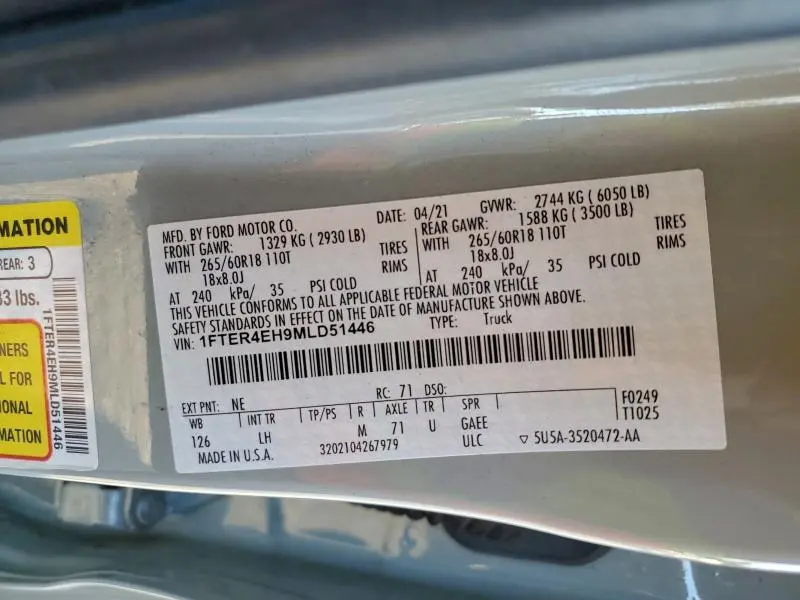 MATION
REAR: 3
33 lbs.
NERS
L FOR
IONAL
MATION
1FTER4EH9MLD51446
MFD. BY FORD MOTOR CO. DATE: 04/21 GVWR: 2744 KG ( 6050 LB)
FRONT GAWR: 1329 KG ( 2930 LB) REAR GAWR: 1588 KG ( 3500 LB)
WITH 265/60R18 110T TIRES WITH 265/60R18 110T TIRES
18x8.0J RIMS 18x8.0J RIMS
AT 240 kPa/ 35 PSI COLD AT 240 kPa/ 35 PSI COLD
THIS VEHICLE CONFORMS TO ALL APPLICABLE FEDERAL MOTOR VEHICLE
SAFETY STANDARDS IN EFFECT ON THE DATE OF MANUFACTURE SHOWN ABOVE.
VIN: 1FTER4EH9MLD51446 TYPE: Truck
EXT PNT: NE RC: 71 DSO:
WB INT TR TP/PS R AXLE TR SPR F0249
126 LH M 71 U GAEE T1025
MADE IN U.S.A. 3202104267979 ULC ▽ 5U5A-3520472-AA